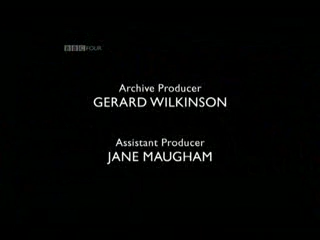 BBC FOUR
Archive Producer
GERARD WILKINSON
Assistant Producer
JANE MAUGHAM